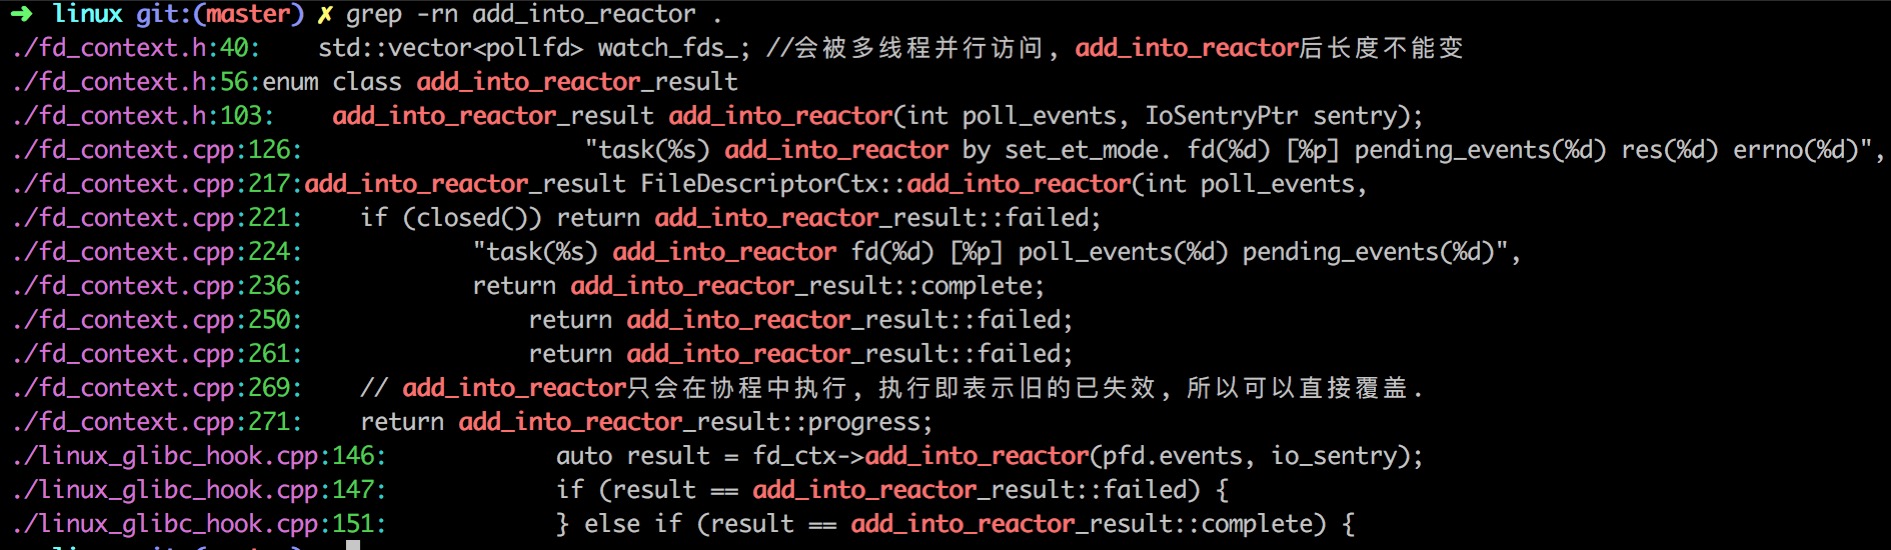 ➜ linux git:(master) ✗ grep -rn add_into_reactor .
./fd_context.h:40:    std::vector<pollfd> watch_fds_; //会被多线程并行访问, add_into_reactor后长度不能变
./fd_context.h:56:enum class add_into_reactor_result
./fd_context.h:103:    add_into_reactor_result add_into_reactor(int poll_events, IoSentryPtr sentry);
./fd_context.cpp:126:                    "task(%s) add_into_reactor by set_et_mode. fd(%d) [%p] pending_events(%d) res(%d) errno(%d)",
./fd_context.cpp:217:add_into_reactor_result FileDescriptorCtx::add_into_reactor(int poll_events,
./fd_context.cpp:221:    if (closed()) return add_into_reactor_result::failed;
./fd_context.cpp:224:            "task(%s) add_into_reactor fd(%d) [%p] poll_events(%d) pending_events(%d)",
./fd_context.cpp:236:            return add_into_reactor_result::complete;
./fd_context.cpp:250:                return add_into_reactor_result::failed;
./fd_context.cpp:261:                return add_into_reactor_result::failed;
./fd_context.cpp:269:    // add_into_reactor只会在协程中执行, 执行即表示旧的已失效, 所以可以直接覆盖.
./fd_context.cpp:271:    return add_into_reactor_result::progress;
./linux_glibc_hook.cpp:146:            auto result = fd_ctx->add_into_reactor(pfd.events, io_sentry);
./linux_glibc_hook.cpp:147:            if (result == add_into_reactor_result::failed) {
./linux_glibc_hook.cpp:151:            } else if (result == add_into_reactor_result::complete) {